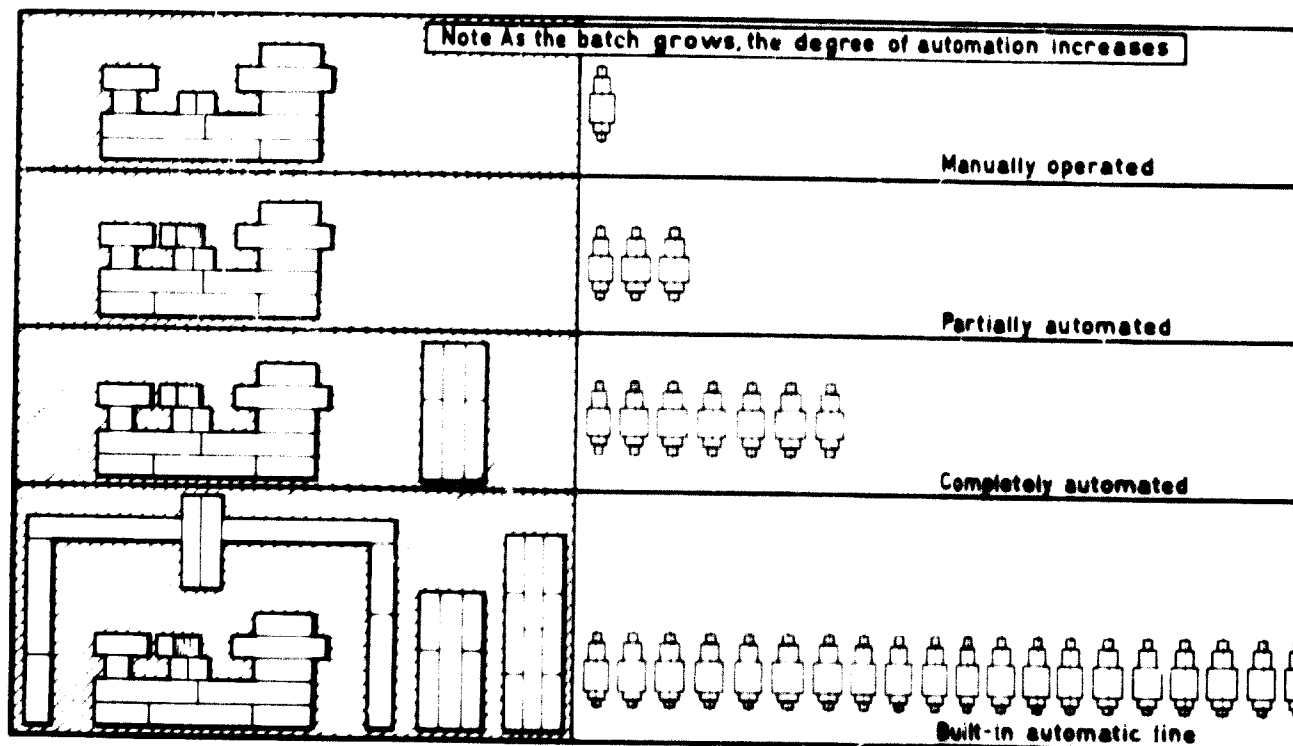 Note As the batch grows, the degree of automation increases
Manually operated
Partially automated
Completely automated
Built-in automatic line